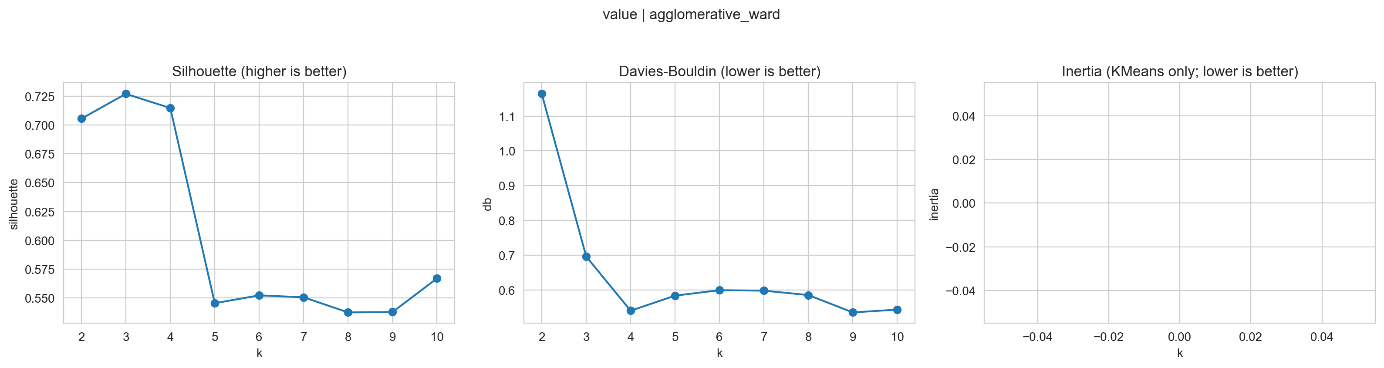 value | agglomerative_ward
Silhouette (higher is better)
0.725
0.700
0.675
0.650
0.625
0.600
0.575
0.550
silhouette
2 3 4 5 6 7 8 9 10
k
Davies-Bouldin (lower is better)
1.1
1.0
0.9
0.8
0.7
0.6
db
2 3 4 5 6 7 8 9 10
k
Inertia (KMeans only; lower is better)
0.04
0.02
0.00
−0.02
−0.04
inertia
−0.04 −0.02 0.00 0.02 0.04
k